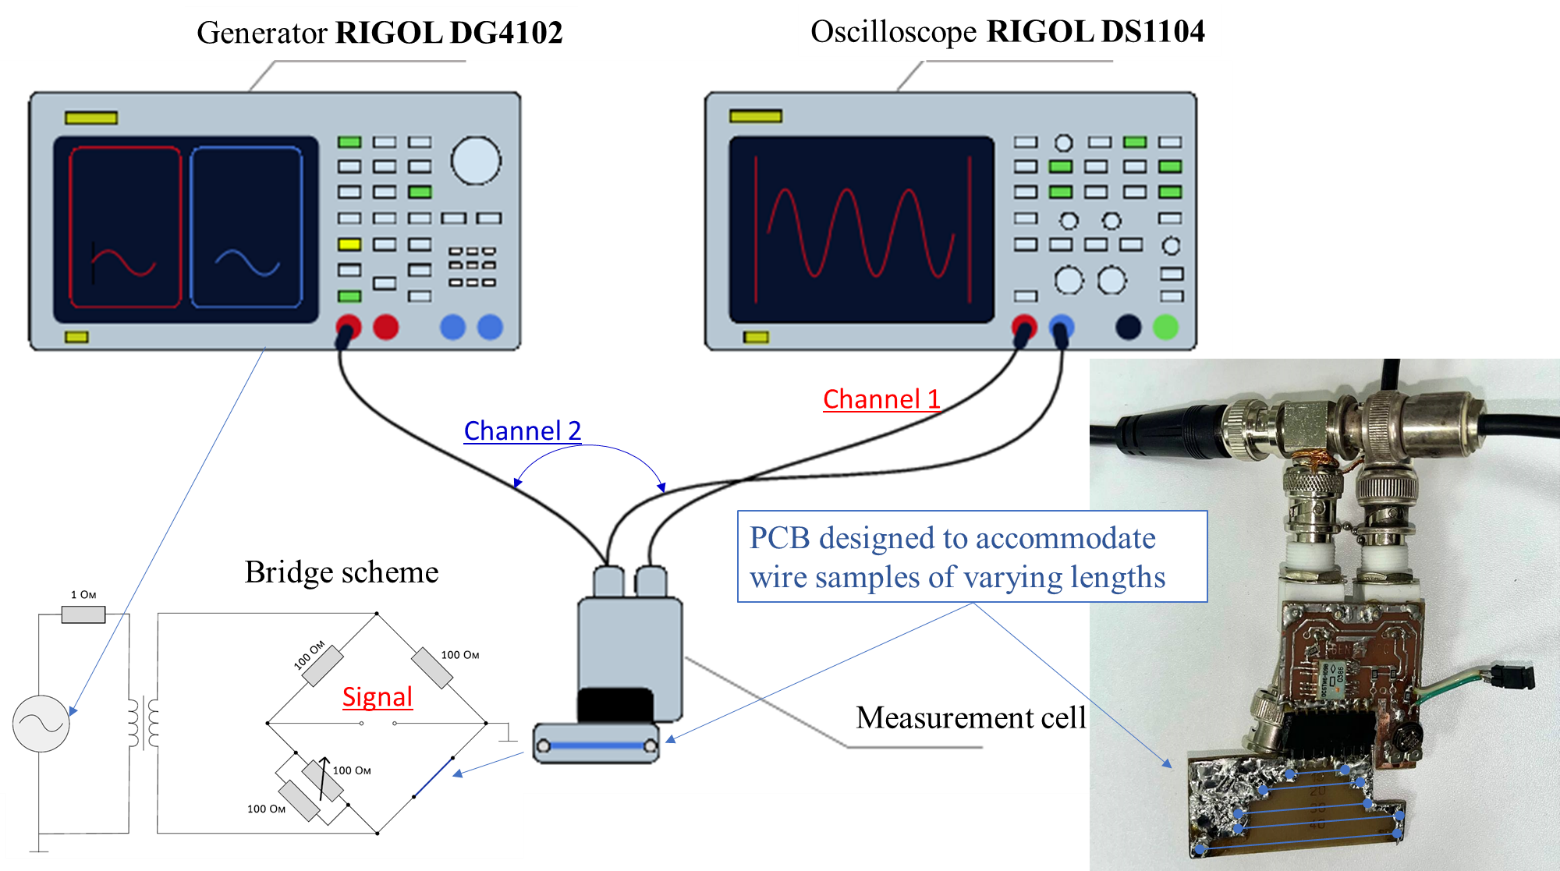 Generator RIGOL DG4102
Oscilloscope RIGOL DS1104
Channel 1
Channel 2
PCB designed to accommodate
wire samples of varying lengths
Bridge scheme
1 Ом
100 Ом
100 Ом
Signal
100 Ом
100 Ом
Measurement cell
20